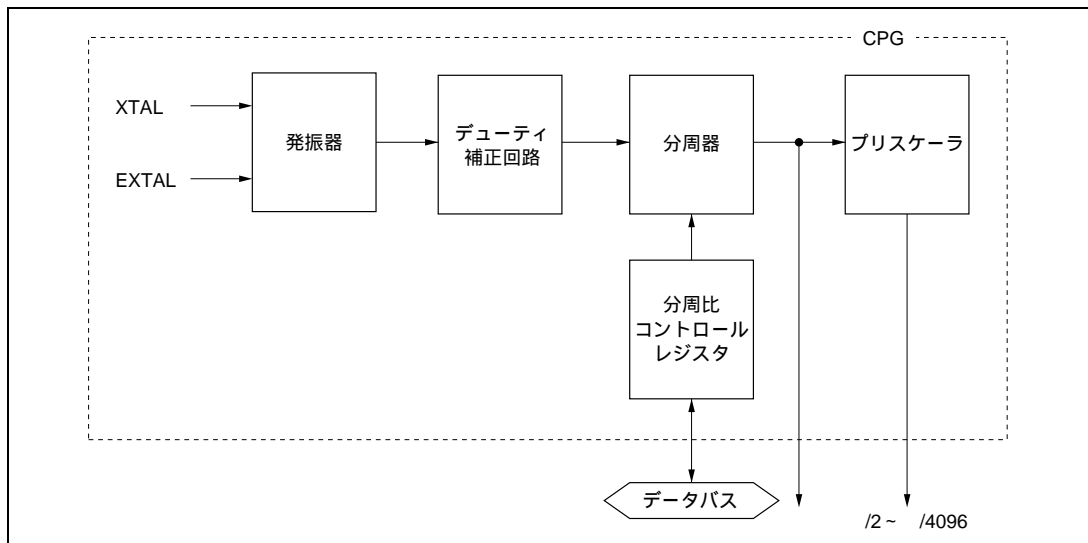 CPG
XTAL
EXTAL
発振器
デューティ
補正回路
分周器
プリスケーラ
分周比
コントロール
レジスタ
データバス
/2～ /4096